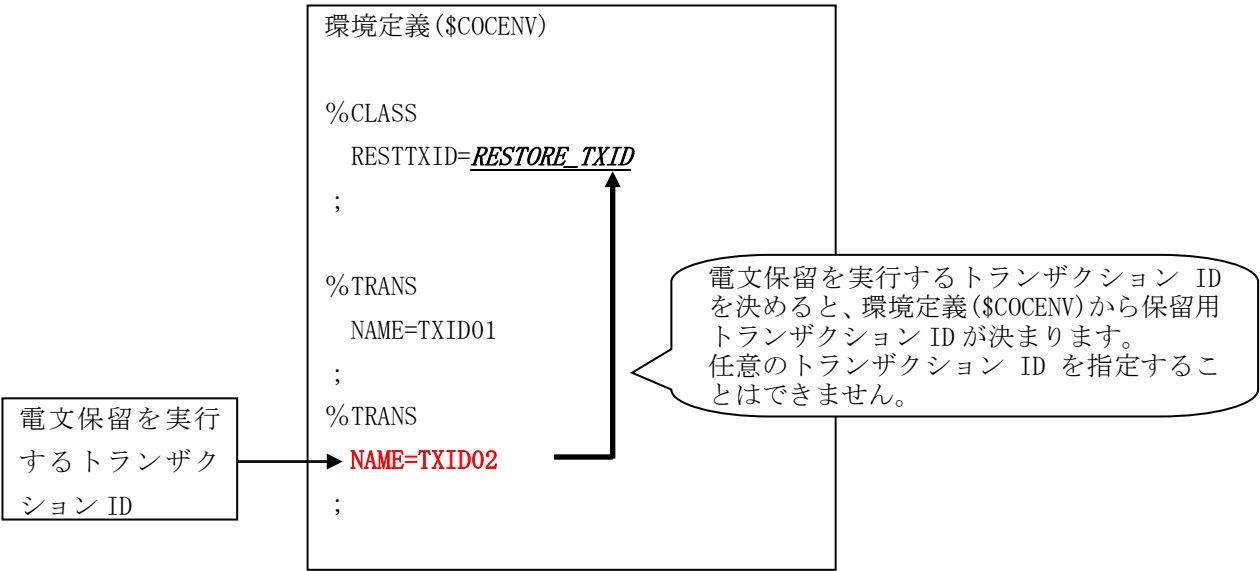 環境定義($COCENV)
％CLASS
RESTTXID=RESTORE_TXID
;
％TRANS
NAME=TXID01
;
％TRANS
NAME=TXID02
;
電文保留を実行するトランザクション ID
を決めると、環境定義($COCENV)から保留用
トランザクション ID が決まります。
任意のトランザクション ID を指定するこ
とはできません。
電文保留を実行
するトランザク
ション ID